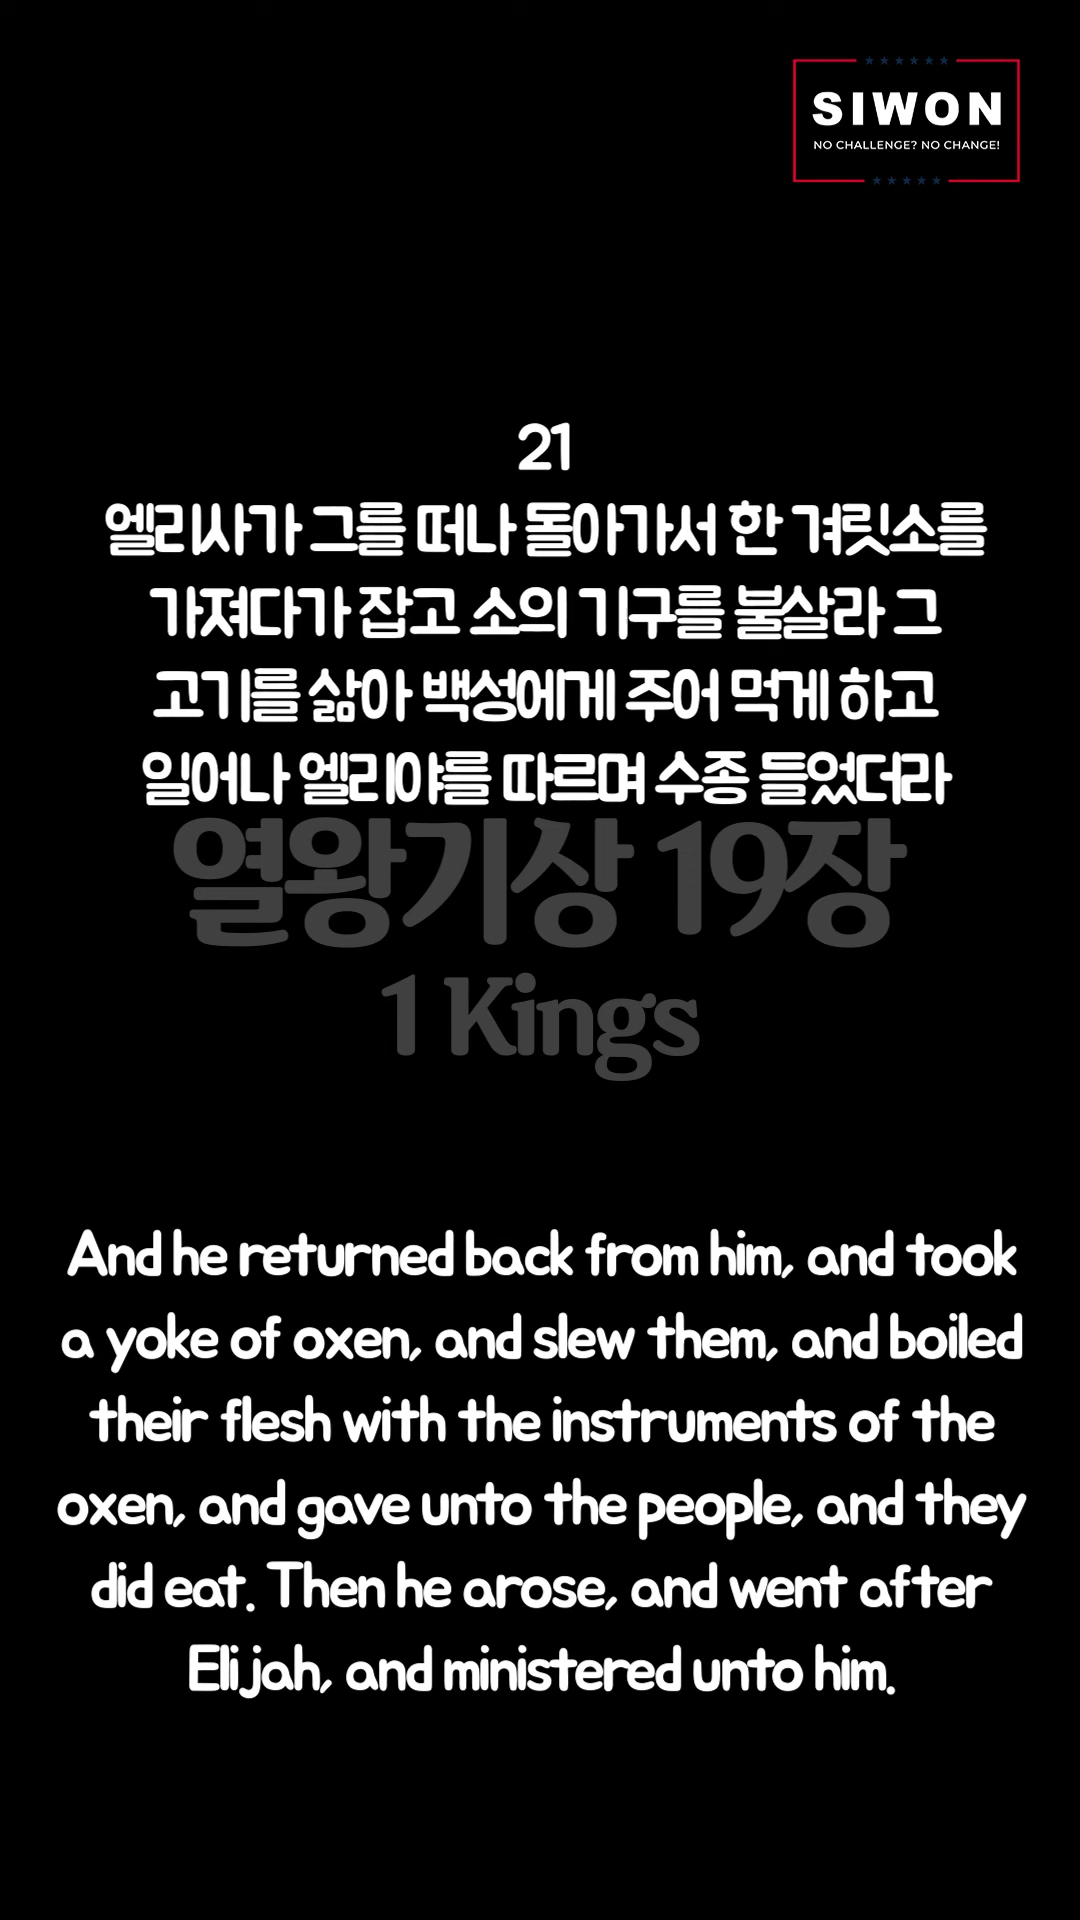 SIWON
NO CHALLENGE? NO CHANGE!
21
엘리사가 그를 떠나 돌아가서 한 겨릿소를
가져다가 잡고 소의 기구를 불살라 그
고기를 삶아 백성에게 주어 먹게 하고
일어나 엘리야를 따르며 수종 들었더라
열왕기상 19장
1 Kings
And he returned back from him, and took
a yoke of oxen, and slew them, and boiled
their flesh with the instruments of the
oxen, and gave unto the people, and they
did eat. Then he arose, and went after
Elijah, and ministered unto him.